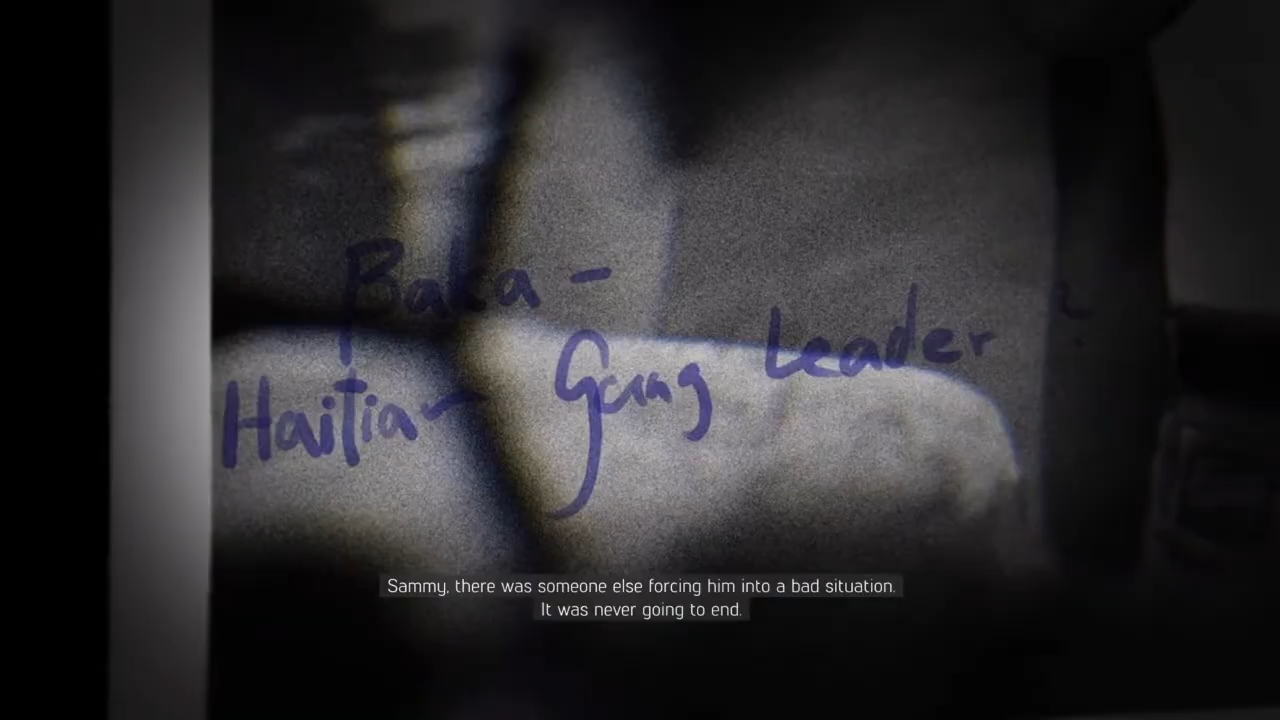 Baka -
Haitia- Gang Leader ?
Sammy, there was someone else forcing him into a bad situation.
It was never going to end.